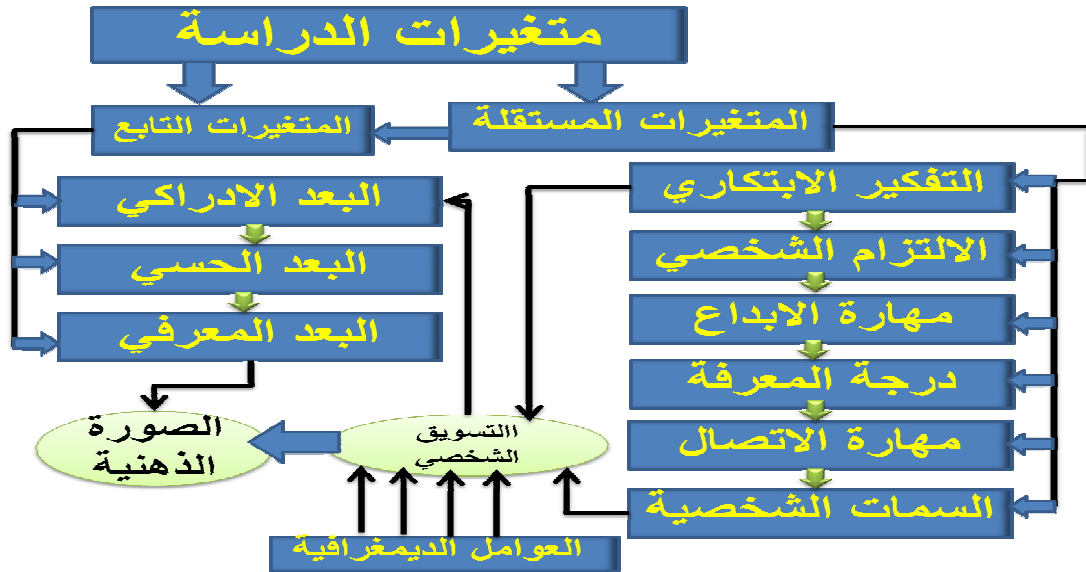 متغيرات الدراسة
المتغيرات المستقلة
المتغيرات التابع
التفكير الابتكاري
الالتزام الشخصي
مهارة الابداع
درجة المعرفة
مهارة الاتصال
السمات الشخصية
البعد الادراكي
البعد الحسي
البعد المعرفي
االتسويق
الشخصي
الصورة
الذهنية
العوامل الديمغرافية